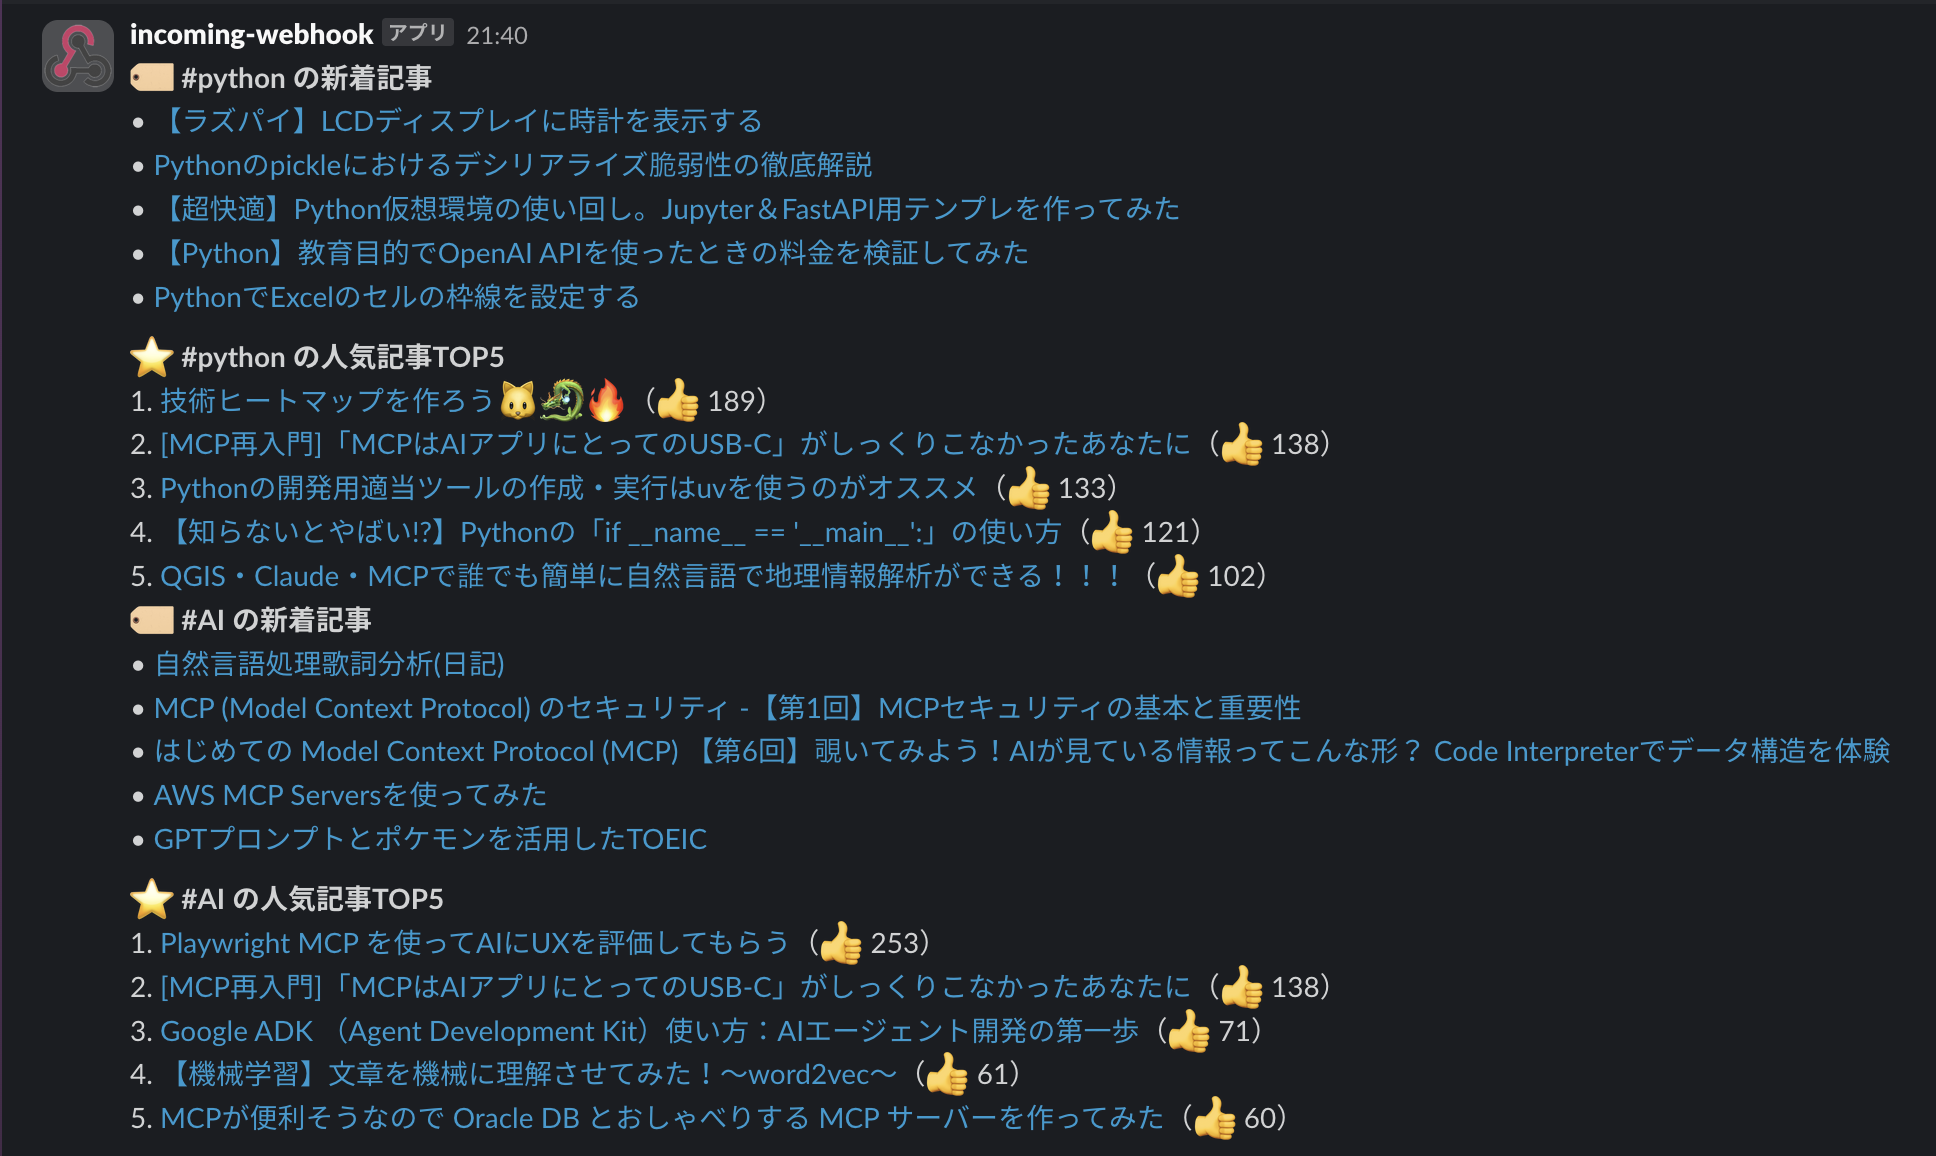 incoming-webhook アプリ 21:40
#python の新着記事
• 【ラズパイ】LCDディスプレイに時計を表示する
• Pythonのpickleにおけるデシリアライズ脆弱性の徹底解説
• 【超快適】Python仮想環境の使い回し。Jupyter＆FastAPI用テンプレを作ってみた
• 【Python】教育目的でOpenAI APIを使ったときの料金を検証してみた
• PythonでExcelのセルの枠線を設定する
⭐ #python の人気記事TOP5
1. 技術ヒートマップを作ろう🐱🐉🔥（👍 189）
2. [MCP再入門]「MCPはAIアプリにとってのUSB-C」がしっくりこなかったあなたに（👍 138）
3. Pythonの開発用適当ツールの作成・実行はuvを使うのがオススメ（👍 133）
4. 【知らないとやばい!?】Pythonの「if __name__ == '__main__':」の使い方（👍 121）
5. QGIS・Claude・MCPで誰でも簡単に自然言語で地理情報解析ができる！！！（👍 102）
#AI の新着記事
• 自然言語処理歌詞分析(日記)
• MCP (Model Context Protocol) のセキュリティ -【第1回】MCPセキュリティの基本と重要性
• はじめての Model Context Protocol (MCP) 【第6回】覗いてみよう！AIが見ている情報ってこんな形？ Code Interpreterでデータ構造を体験
• AWS MCP Serversを使ってみた
• GPTプロンプトとポケモンを活用したTOEIC
⭐ #AI の人気記事TOP5
1. Playwright MCP を使ってAIにUXを評価してもらう（👍 253）
2. [MCP再入門]「MCPはAIアプリにとってのUSB-C」がしっくりこなかったあなたに（👍 138）
3. Google ADK （Agent Development Kit）使い方：AIエージェント開発の第一歩（👍 71）
4. 【機械学習】文章を機械に理解させてみた！〜word2vec〜（👍 61）
5. MCPが便利そうなので Oracle DB とおしゃべりする MCP サーバーを作ってみた（👍 60）